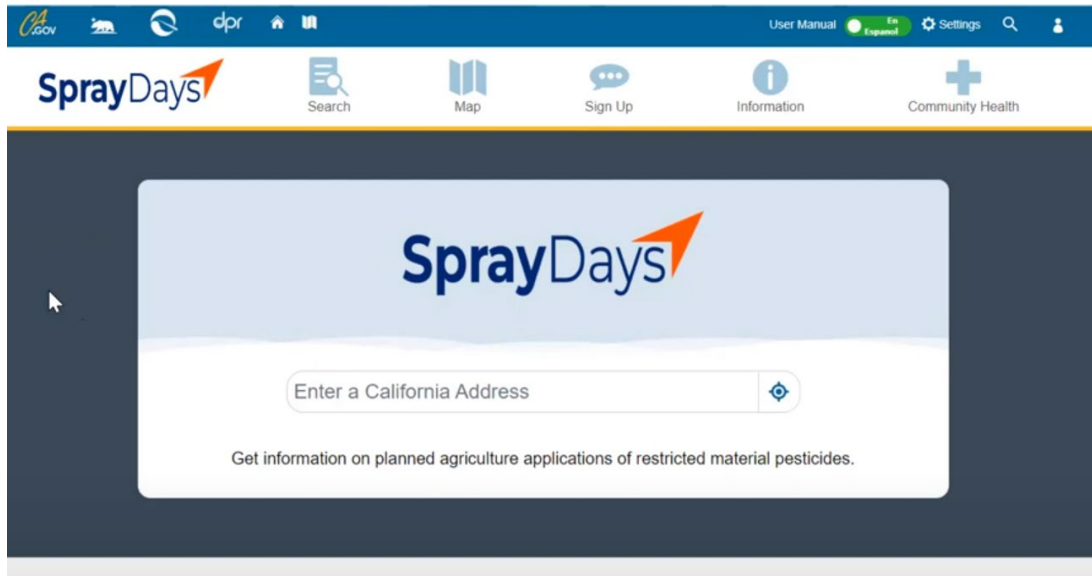 CA.GOV dpr User Manual En Espanol Settings
SprayDays
Search Map Sign Up Information Community Health
SprayDays
Enter a California Address
Get information on planned agriculture applications of restricted material pesticides.